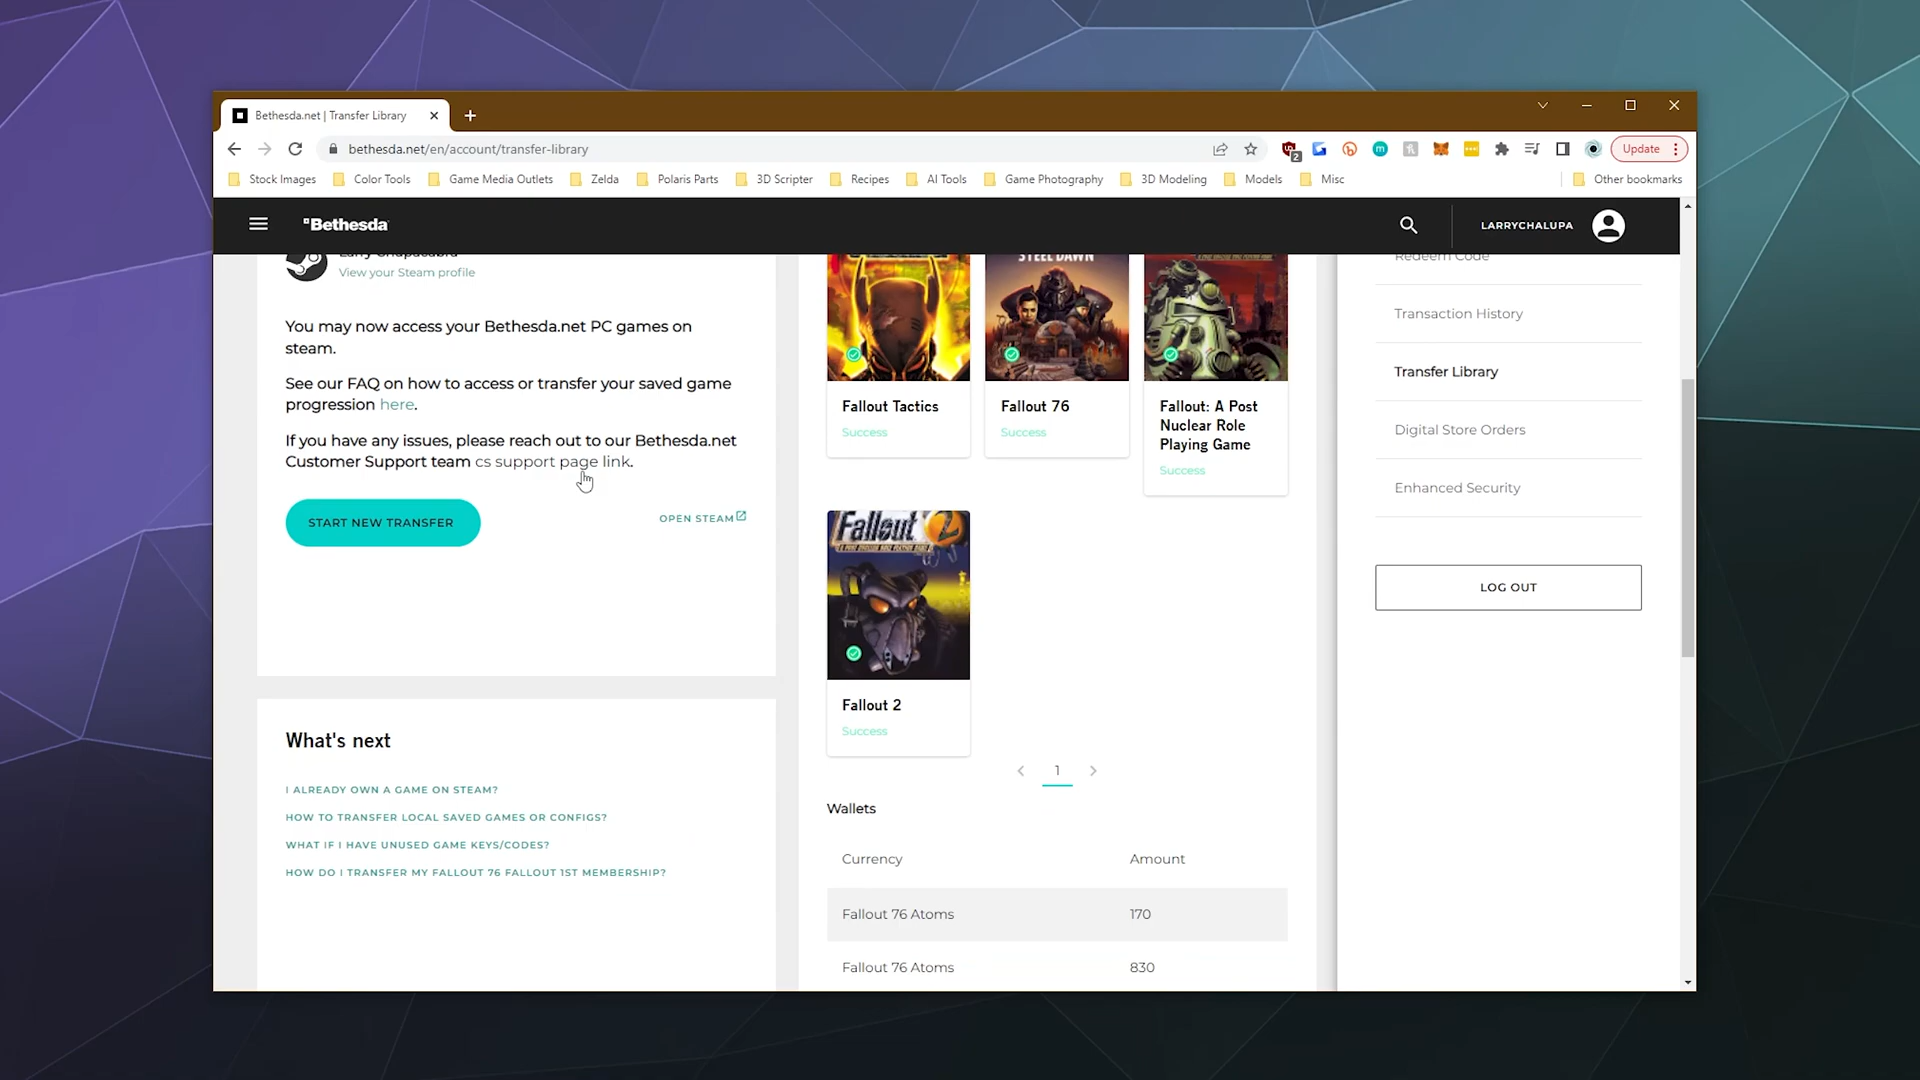 Bethesda.net | Transfer Library
bethesda.net/en/account/transfer-library
2
Update
Stock Images
Color Tools
Game Media Outlets
Zelda
Polaris Parts
3D Scripter
Recipes
AI Tools
Game Photography
3D Modeling
Models
Misc
Other bookmarks
Bethesda
LARRYCHALUPA
View your Steam profile
You may now access your Bethesda.net PC games on
steam.
See our FAQ on how to access or transfer your saved game
progression here.
If you have any issues, please reach out to our Bethesda.net
Customer Support team cs support page link.
START NEW TRANSFER
OPEN STEAM
What's next
I ALREADY OWN A GAME ON STEAM?
HOW TO TRANSFER LOCAL SAVED GAMES OR CONFIGS?
WHAT IF I HAVE UNUSED GAME KEYS/CODES?
HOW DO I TRANSFER MY FALLOUT 76 FALLOUT 1ST MEMBERSHIP?
STEEL DAWN
Fallout Tactics
Success
Fallout 76
Success
Fallout: A Post
Nuclear Role
Playing Game
Success
Fallout 2
Fallout 2
Success
1
Wallets
Currency Amount
Fallout 76 Atoms 170
Fallout 76 Atoms 830
Redeem Code
Transaction History
Transfer Library
Digital Store Orders
Enhanced Security
LOG OUT